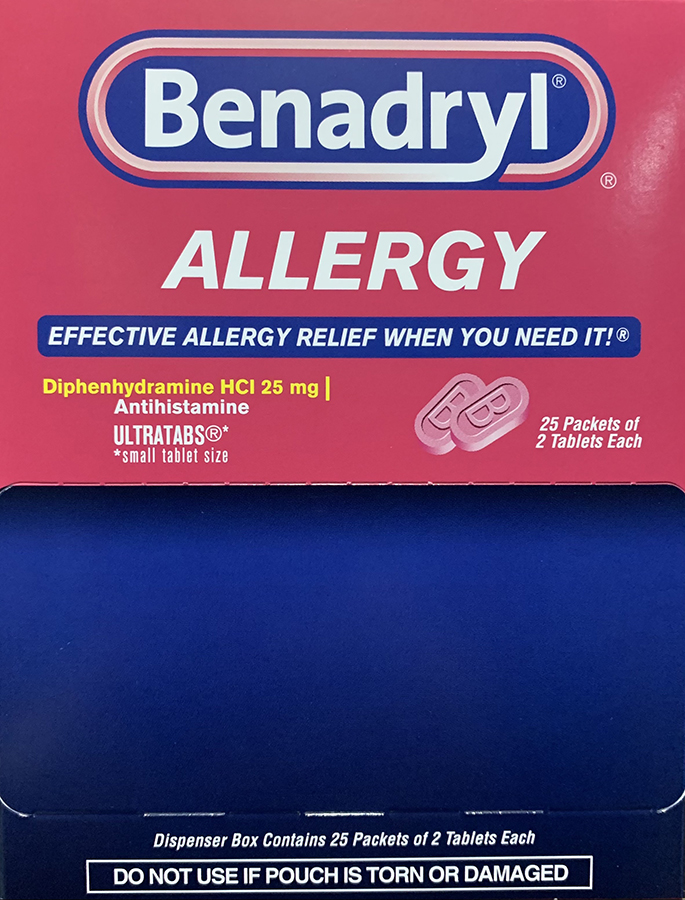 Benadryl®
®
ALLERGY
EFFECTIVE ALLERGY RELIEF WHEN YOU NEED IT!®
Diphenhydramine HCl 25 mg |
Antihistamine
ULTRATABS®*
*small tablet size
B B
25 Packets of
2 Tablets Each
Dispenser Box Contains 25 Packets of 2 Tablets Each
DO NOT USE IF POUCH IS TORN OR DAMAGED